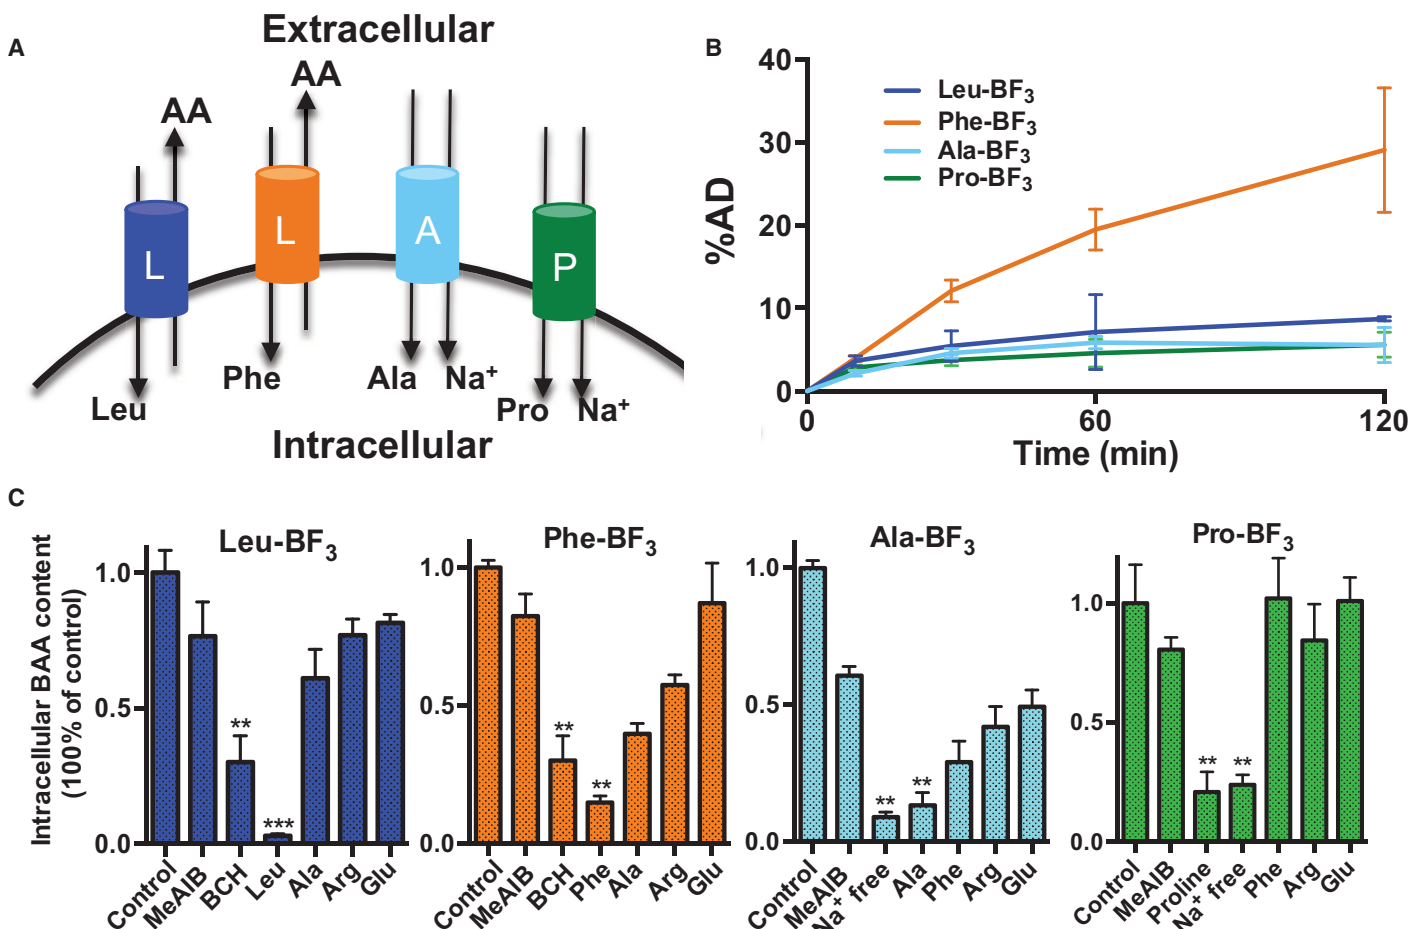 A
Extracellular
AA
AA
L
L
A
P
Leu
Phe
Ala
Na+
Pro
Na+
Intracellular
B
40
30
20
10
0
%AD
Leu-BF3
Phe-BF3
Ala-BF3
Pro-BF3
0
60
120
Time (min)
C
Intracellular BAA content
(100% of control)
Leu-BF3
1.0
0.5
0.0
**
***
Control
MeAIB
BCH
Leu
Ala
Arg
Glu
Phe-BF3
1.0
0.5
0.0
**
**
Control
MeAIB
BCH
Phe
Ala
Arg
Glu
Ala-BF3
1.0
0.5
0.0
**
**
Control
MeAIB
Na+ free
Ala
Phe
Arg
Glu
Pro-BF3
1.0
0.5
0.0
**
**
Control
MeAIB
Proline
Na+ free
Phe
Arg
Glu